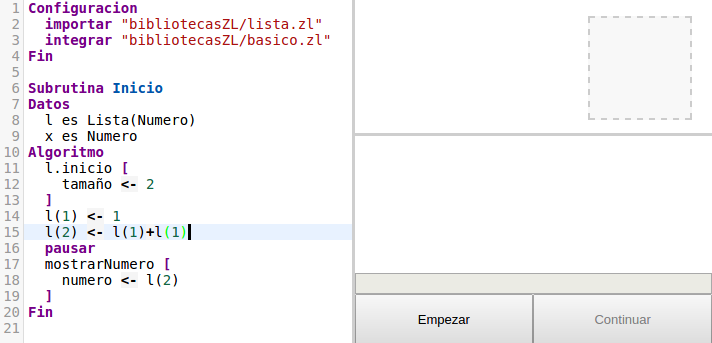 1 Configuracion
2   importar "bibliotecasZL/lista.zl"
3   integrar "bibliotecasZL/basico.zl"
4 Fin
5
6 Subrutina Inicio
7 Datos
8   l es Lista(Numero)
9   x es Numero
10 Algoritmo
11   l.inicio [
12     tamaño <- 2
13   ]
14   l(1) <- 1
15   l(2) <- l(1)+l(1)
16   pausar
17   mostrarNumero [
18     numero <- l(2)
19   ]
20 Fin
21
Empezar
Continuar